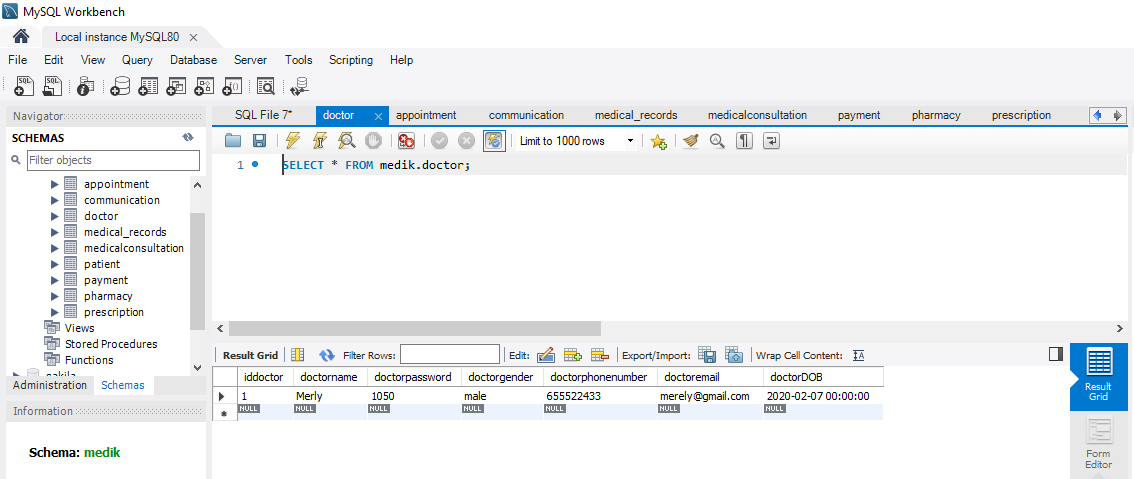 MySQL Workbench
Local instance MySQL80
File Edit View Query Database Server Tools Scripting Help
Navigator
SCHEMAS
Filter objects
appointment
communication
doctor
medical_records
medicalconsultation
patient
payment
pharmacy
prescription
Views
Stored Procedures
Functions
Administration Schemas
Information
Schema: medik
SQL File 7* doctor appointment communication medical_records medicalconsultation payment pharmacy prescription
Limit to 1000 rows
1 SELECT * FROM medik.doctor;
Result Grid Filter Rows: Edit: Export/Import: Wrap Cell Content:
iddoctor doctorname doctorpassword doctorgender doctorphonenumber doctoremail doctorDOB
1 Merly 1050 male 655522433 merely@gmail.com 2020-02-07 00:00:00
NULL NULL NULL NULL NULL NULL NULL
Result
Grid
Form
Editor